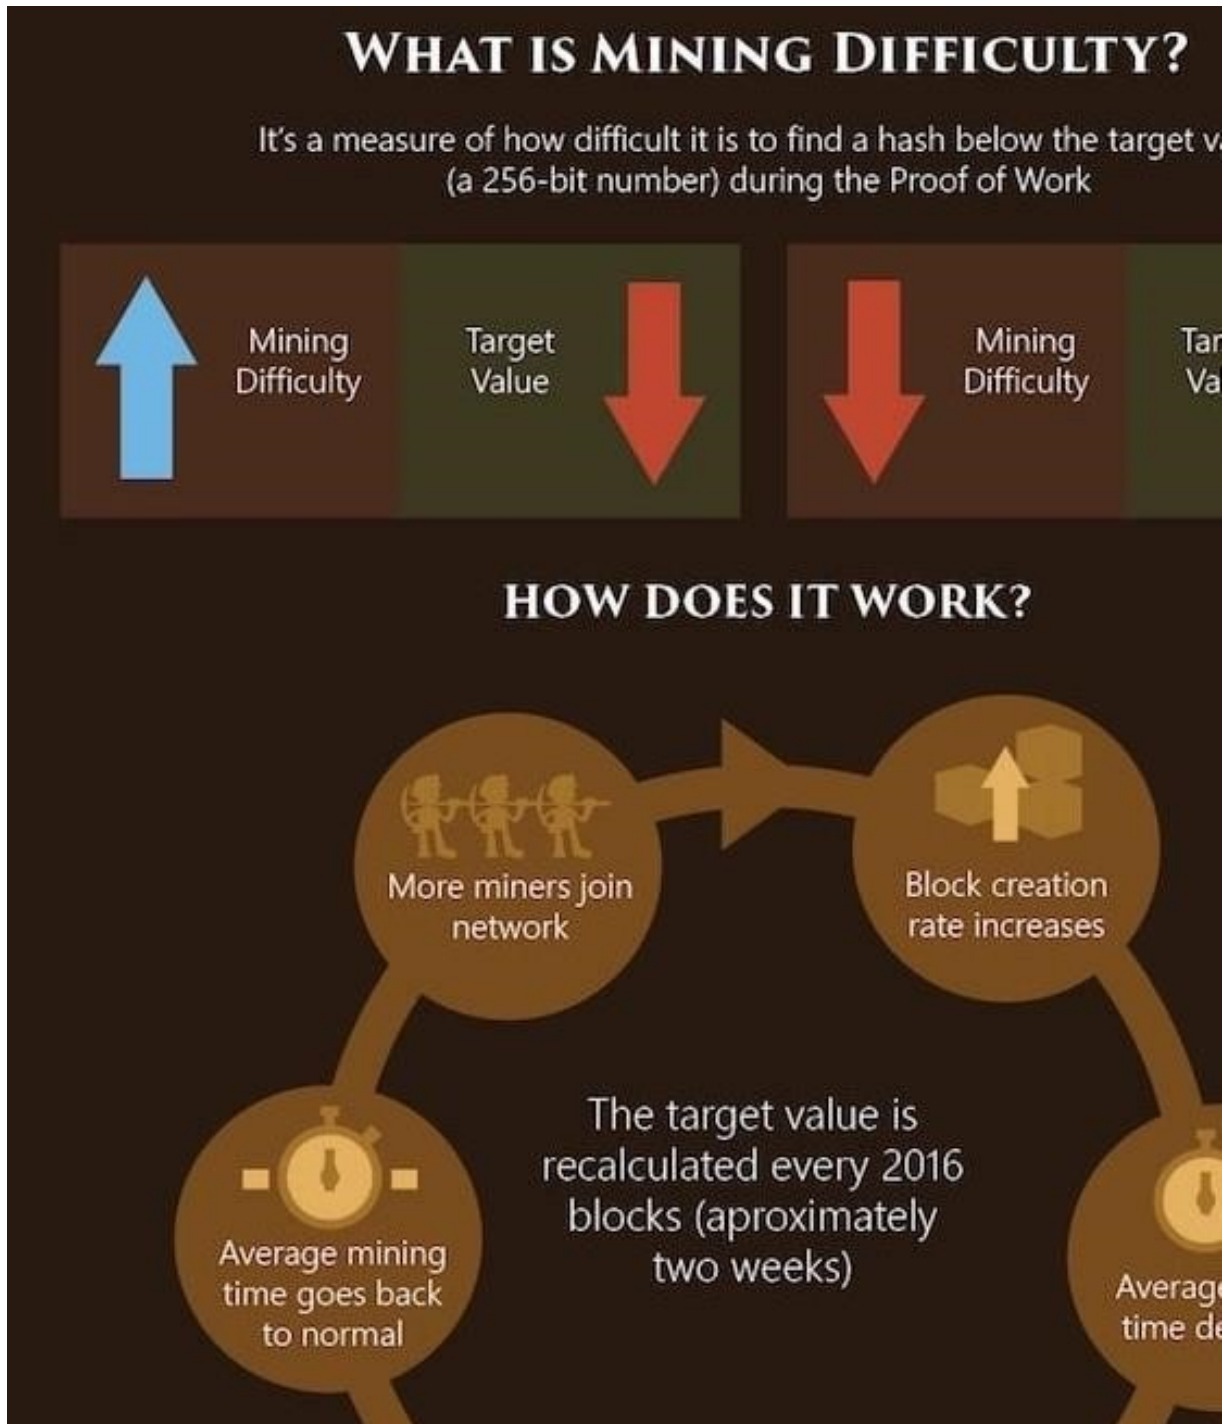 WHAT IS MINING DIFFICULTY?
It's a measure of how difficult it is to find a hash below the target
(a 256-bit number) during the Proof of Work
Mining
Difficulty
Target
Value
Mining
Difficulty
HOW DOES IT WORK?
More miners join
network
Block creation
rate increases
The target value is
recalculated every 2016
blocks (aproximately
two weeks)
Average mining
time goes back
to normal
Average
time